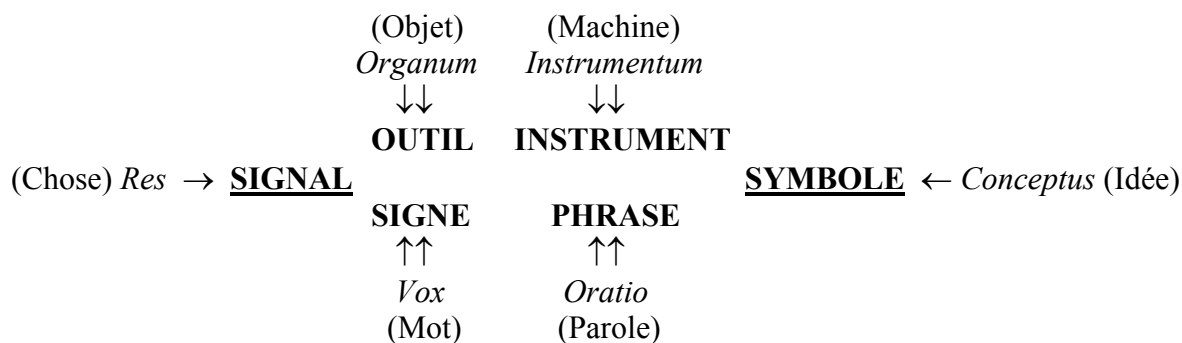 (Objet) (Machine)
Organum Instrumentum
↓↓ ↓↓
OUTIL INSTRUMENT
(Chose) Res → SIGNAL SYMBOLE ← Conceptus (Idée)
SIGNE PHRASE
↑↑ ↑↑
Vox Oratio
(Mot) (Parole)